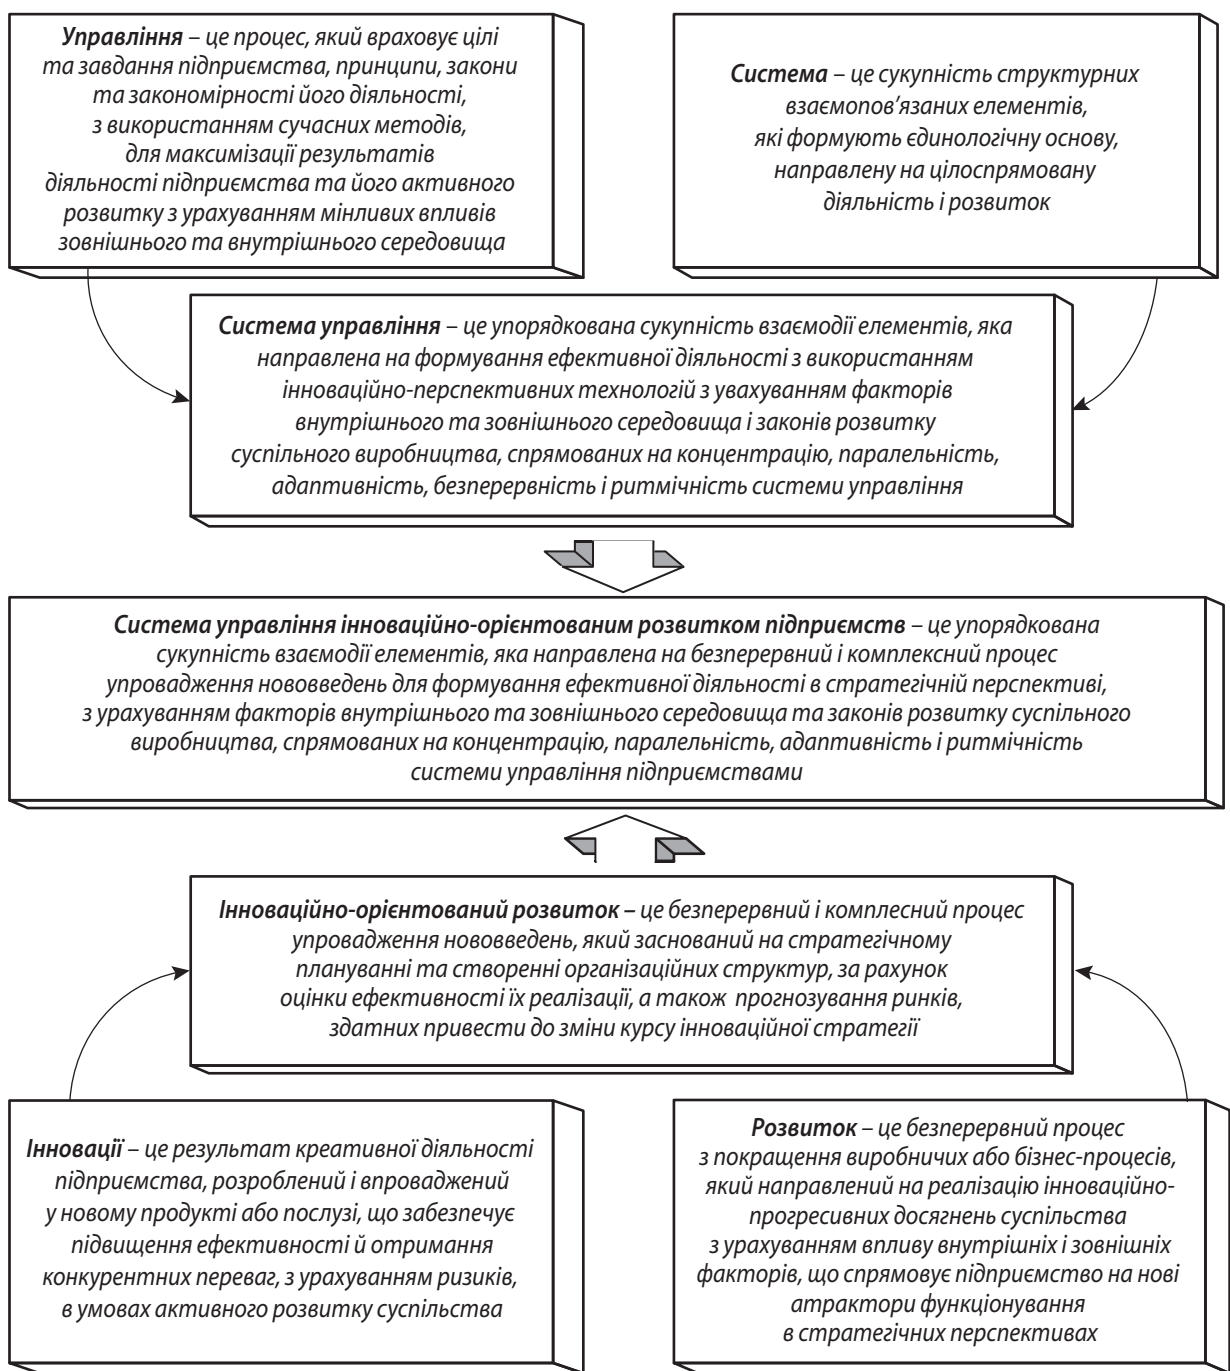 Управління – це процес, який враховує цілі
та завдання підприємства, принципи, закони
та закономірності його діяльності,
з використанням сучасних методів,
для максимізації результатів
діяльності підприємства та його активного
розвитку з урахуванням мінливих впливів
зовнішнього та внутрішнього середовища
Система – це сукупність структурних
взаємопов’язаних елементів,
які формують єдинологічну основу,
направлену на цілоспрямовану
діяльність і розвиток
Система управління – це упорядкована сукупність взаємодії елементів, яка
направлена на формування ефективної діяльності з використанням
інноваційно-перспективних технологій з увахуванням факторів
внутрішнього та зовнішнього середовища і законів розвитку
суспільного виробництва, спрямованих на концентрацію, паралельність,
адаптивність, безперервність і ритмічність системи управління
Система управління інноваційно-орієнтованим розвитком підприємств – це упорядкована
сукупність взаємодії елементів, яка направлена на безперервний і комплексний процес
упровадження нововведень для формування ефективної діяльності в стратегічній перспективі,
з урахуванням факторів внутрішнього та зовнішнього середовища та законів розвитку суспільного
виробництва, спрямованих на концентрацію, паралельність, адаптивність і ритмічність
системи управління підприємствами
Інноваційно-орієнтований розвиток – це безперервний і комплесний процес
упровадження нововведень, який заснований на стратегічному
плануванні та створенні організаційних структур, за рахунок
оцінки ефективності їх реалізації, а також прогнозування ринків,
здатних привести до зміни курсу інноваційної стратегії
Інновації – це результат креативної діяльності
підприємства, розроблений і впроваджений
у новому продукті або послузі, що забезпечує
підвищення ефективності й отримання
конкурентних переваг, з урахуванням ризиків,
в умовах активного розвитку суспільства
Розвиток – це безперервний процес
з покращення виробничих або бізнес-процесів,
який направлений на реалізацію інноваційно-
прогресивних досягнень суспільства
з урахуванням впливу внутрішніх і зовнішніх
факторів, що спрямовує підприємство на нові
атрактори функціонування
в стратегічних перспективах